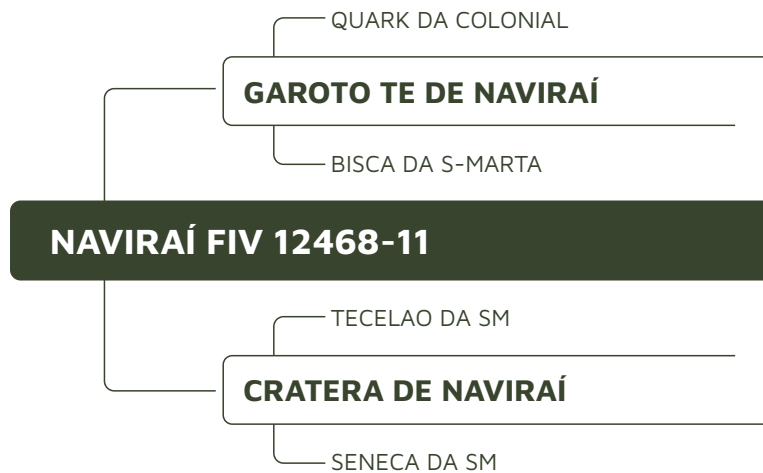 QUARK DA COLONIAL
GAROTO TE DE NAVIRAÍ
BISCA DA S-MARTA
NAVIRAÍ FIV 12468-11
TECELAO DA SM
CRATERA DE NAVIRAÍ
SENECA DA SM